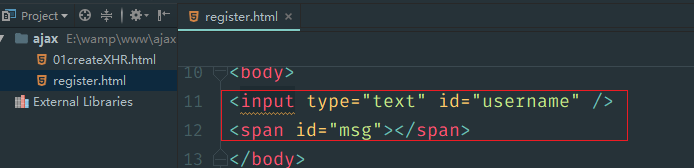 Project
register.html
ajax E:\wamp\www\ajax
01createXHR.html
register.html
External Libraries
10 <body>
11 <input type="text" id="username" />
12 <span id="msg"></span>
13 </body>